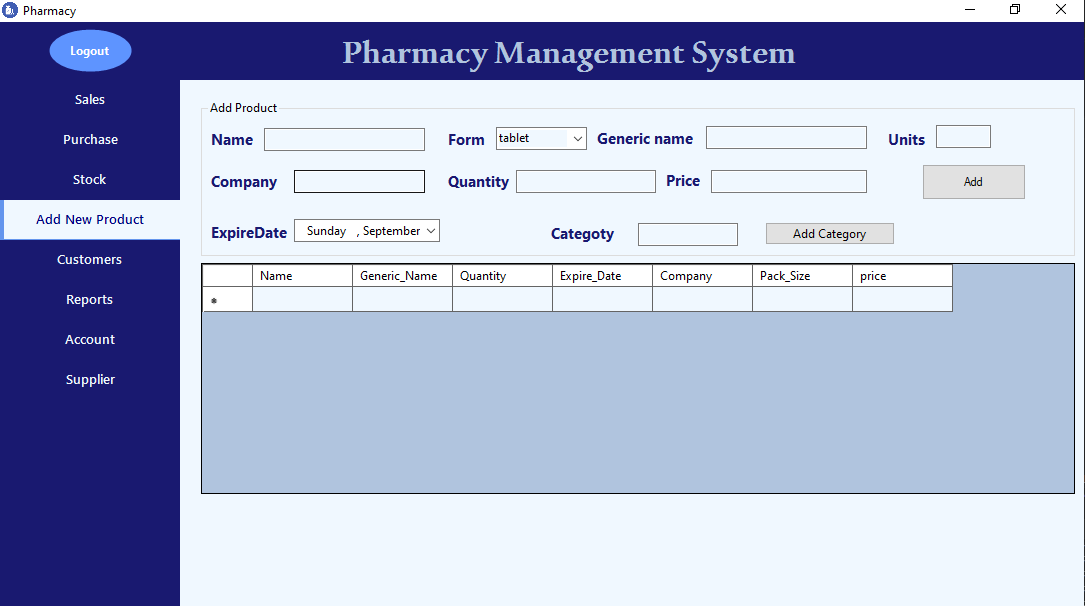 Pharmacy
Logout
Pharmacy Management System
Sales
Purchase
Stock
Add New Product
Customers
Reports
Account
Supplier
Add Product
Name Form tablet Generic name Units
Company Quantity Price Add
ExpireDate Sunday , September Categoty Add Category
Name Generic_Name Quantity Expire_Date Company Pack_Size price
*